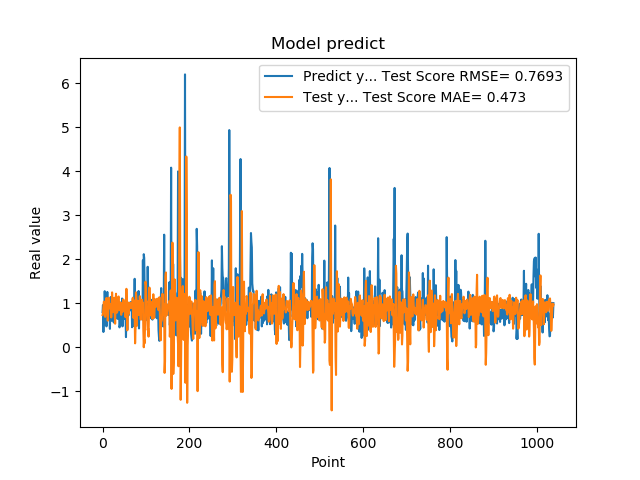 Model predict
Predict y... Test Score RMSE= 0.7693
Test y... Test Score MAE= 0.473
6
5
4
3
2
1
0
−1
Real value
0 200 400 600 800 1000
Point